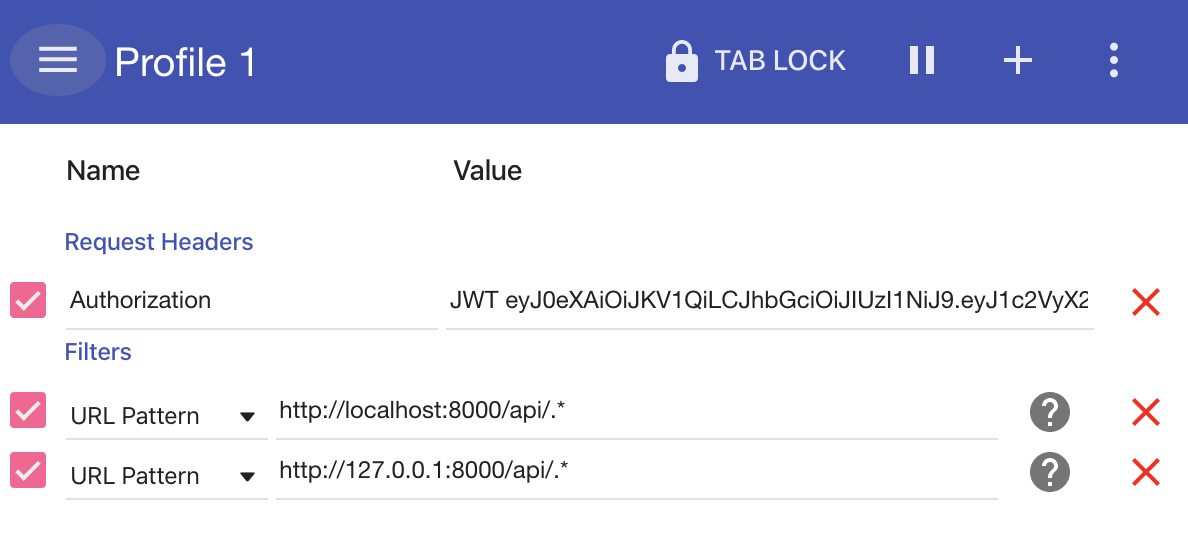 Profile 1 TAB LOCK
Name Value
Request Headers
Authorization JWT eyJ0eXAiOiJKV1QiLCJhbGciOiJIUzI1NiJ9.eyJ1c2VyX2
Filters
URL Pattern http://localhost:8000/api/.*
URL Pattern http://127.0.0.1:8000/api/.*